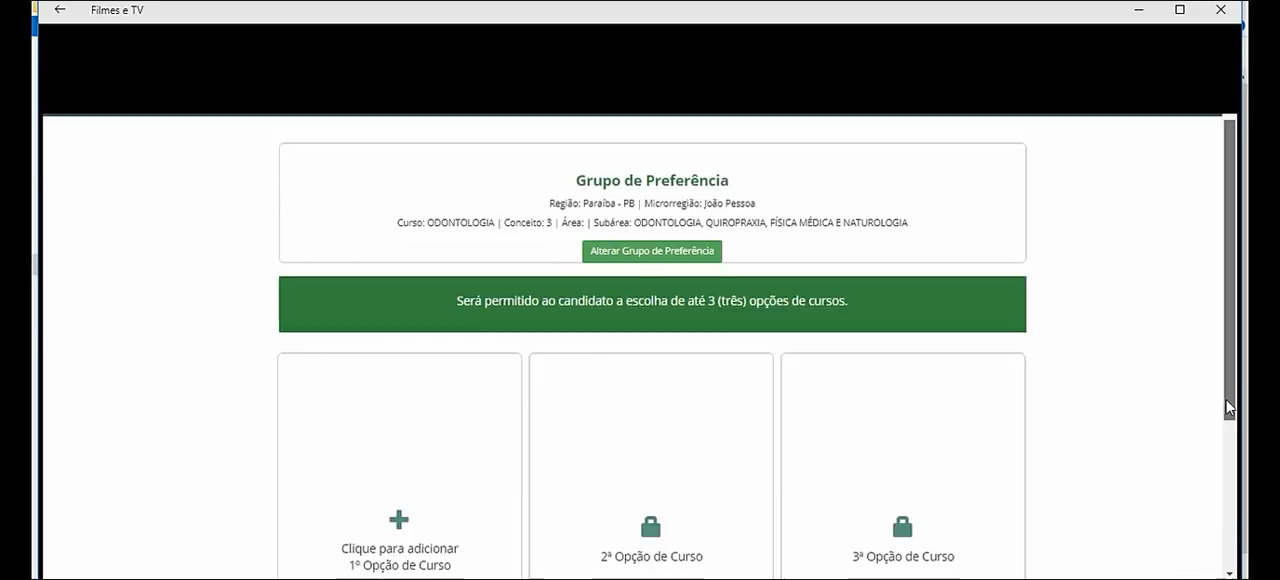 Filmes e TV
Grupo de Preferência
Região: Paraíba - PB | Microrregião: João Pessoa
Curso: ODONTOLOGIA | Conceito: 3 | Área: | Subárea: ODONTOLOGIA, QUIROPRAXIA, FÍSICA MÉDICA E NATUROLOGIA
Alterar Grupo de Preferência
Será permitido ao candidato a escolha de até 3 (três) opções de cursos.
Clique para adicionar
1º Opção de Curso
2ª Opção de Curso
3ª Opção de Curso